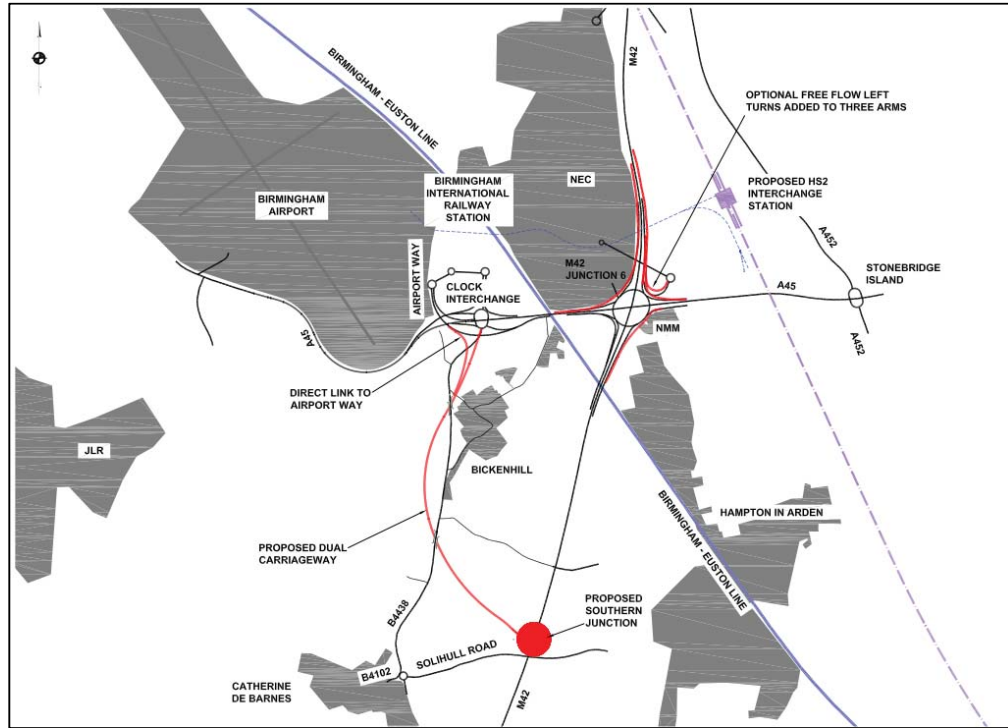 M42
BIRMINGHAM - EUSTON LINE
OPTIONAL FREE FLOW LEFT
TURNS ADDED TO THREE ARMS
NEC
BIRMINGHAM
INTERNATIONAL
RAILWAY
STATION
PROPOSED HS2
INTERCHANGE
STATION
BIRMINGHAM
AIRPORT
A452
AIRPORT WAY
M42
JUNCTION 6
STONEBRIDGE
ISLAND
CLOCK
INTERCHANGE
A45
A45
NMM
A452
DIRECT LINK TO
AIRPORT WAY
JLR
BICKENHILL
HAMPTON IN ARDEN
BIRMINGHAM - EUSTON LINE
PROPOSED DUAL
CARRIAGEWAY
PROPOSED
SOUTHERN
JUNCTION
B4438
SOLIHULL ROAD
B4102
CATHERINE
DE BARNES
M42